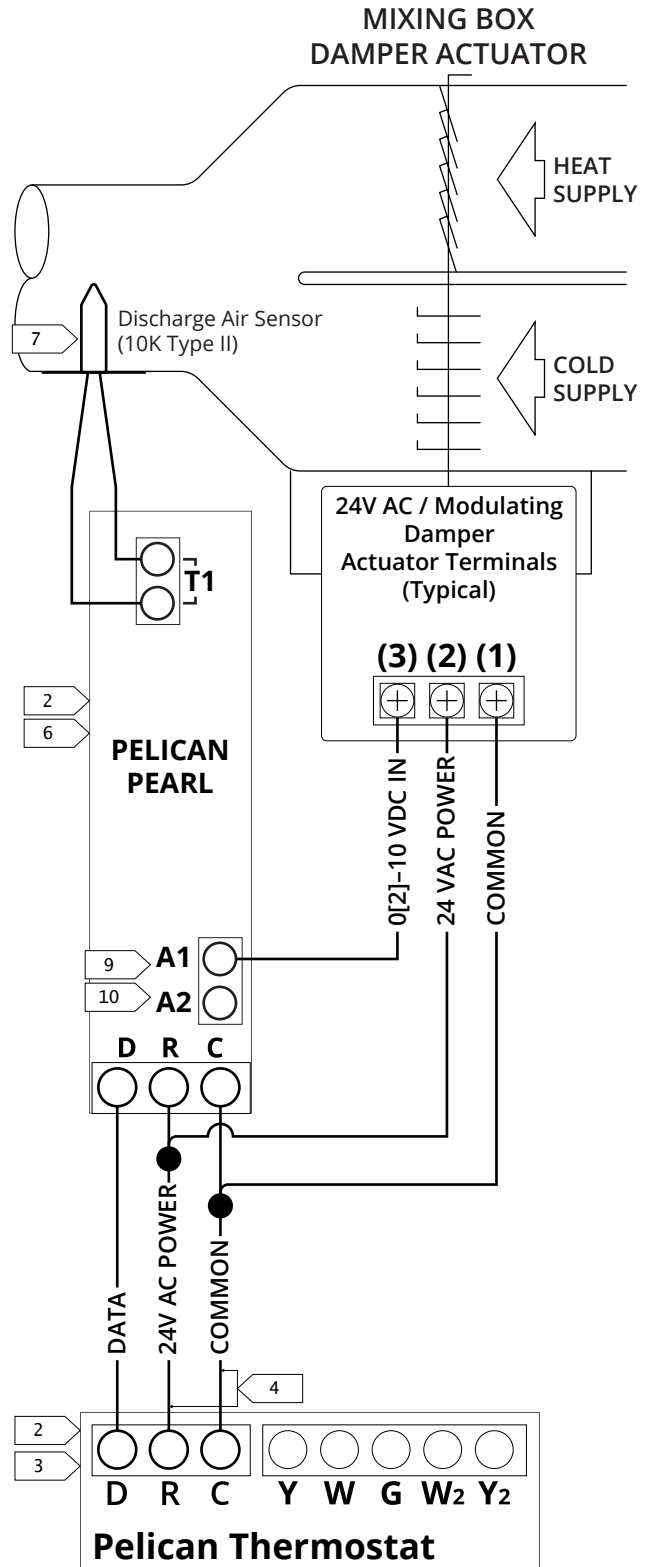 MIXING BOX
DAMPER ACTUATOR
HEAT
SUPPLY
7
Discharge Air Sensor
(10K Type II)
COLD
SUPPLY
24V AC / Modulating
Damper
Actuator Terminals
(Typical)
T1
(3) (2) (1)
2
6
PELICAN
PEARL
0[2]–10 VDC IN
24 VAC POWER
COMMON
9
A1
10
A2
D R C
DATA
24V AC POWER
COMMON
4
2
3
D R C Y W G W2 Y2
Pelican Thermostat